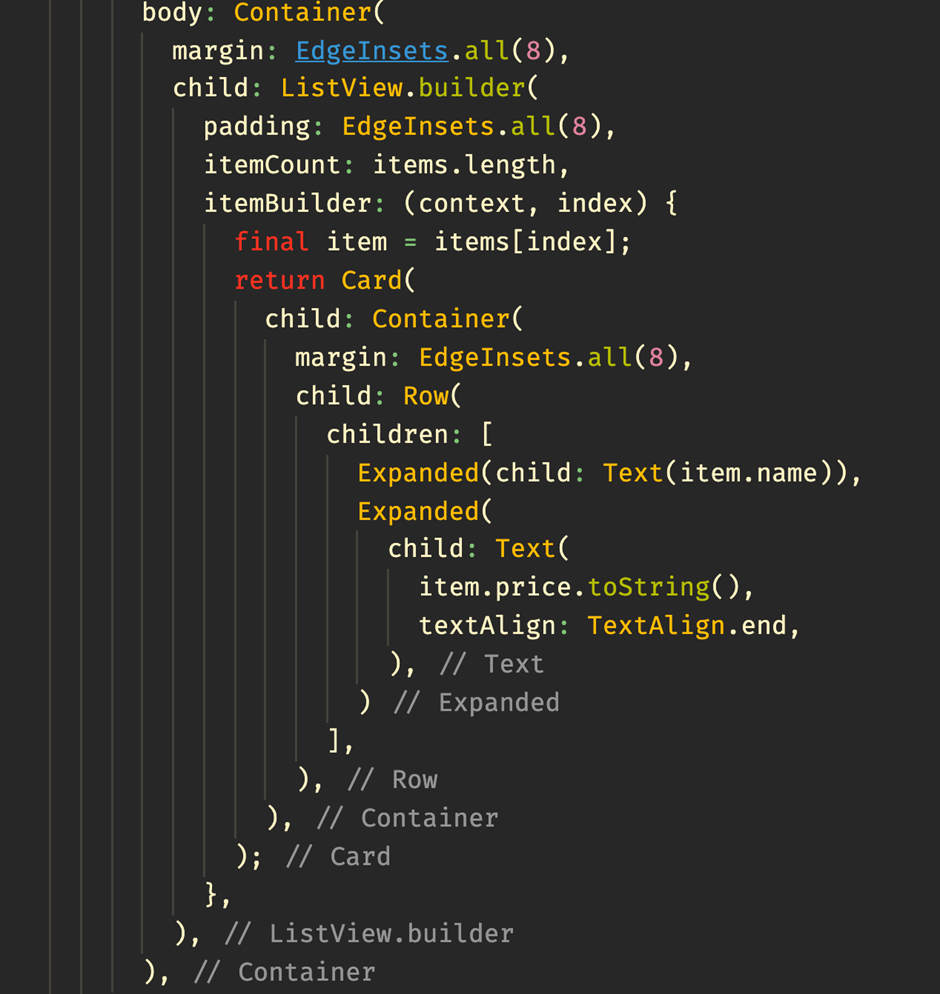 body: Container(
margin: EdgeInsets.all(8),
child: ListView.builder(
padding: EdgeInsets.all(8),
itemCount: items.length,
itemBuilder: (context, index) {
final item = items[index];
return Card(
child: Container(
margin: EdgeInsets.all(8),
child: Row(
children: [
Expanded(child: Text(item.name)),
Expanded(
child: Text(
item.price.toString(),
textAlign: TextAlign.end,
), // Text
) // Expanded
],
), // Row
), // Container
); // Card
},
), // ListView.builder
), // Container